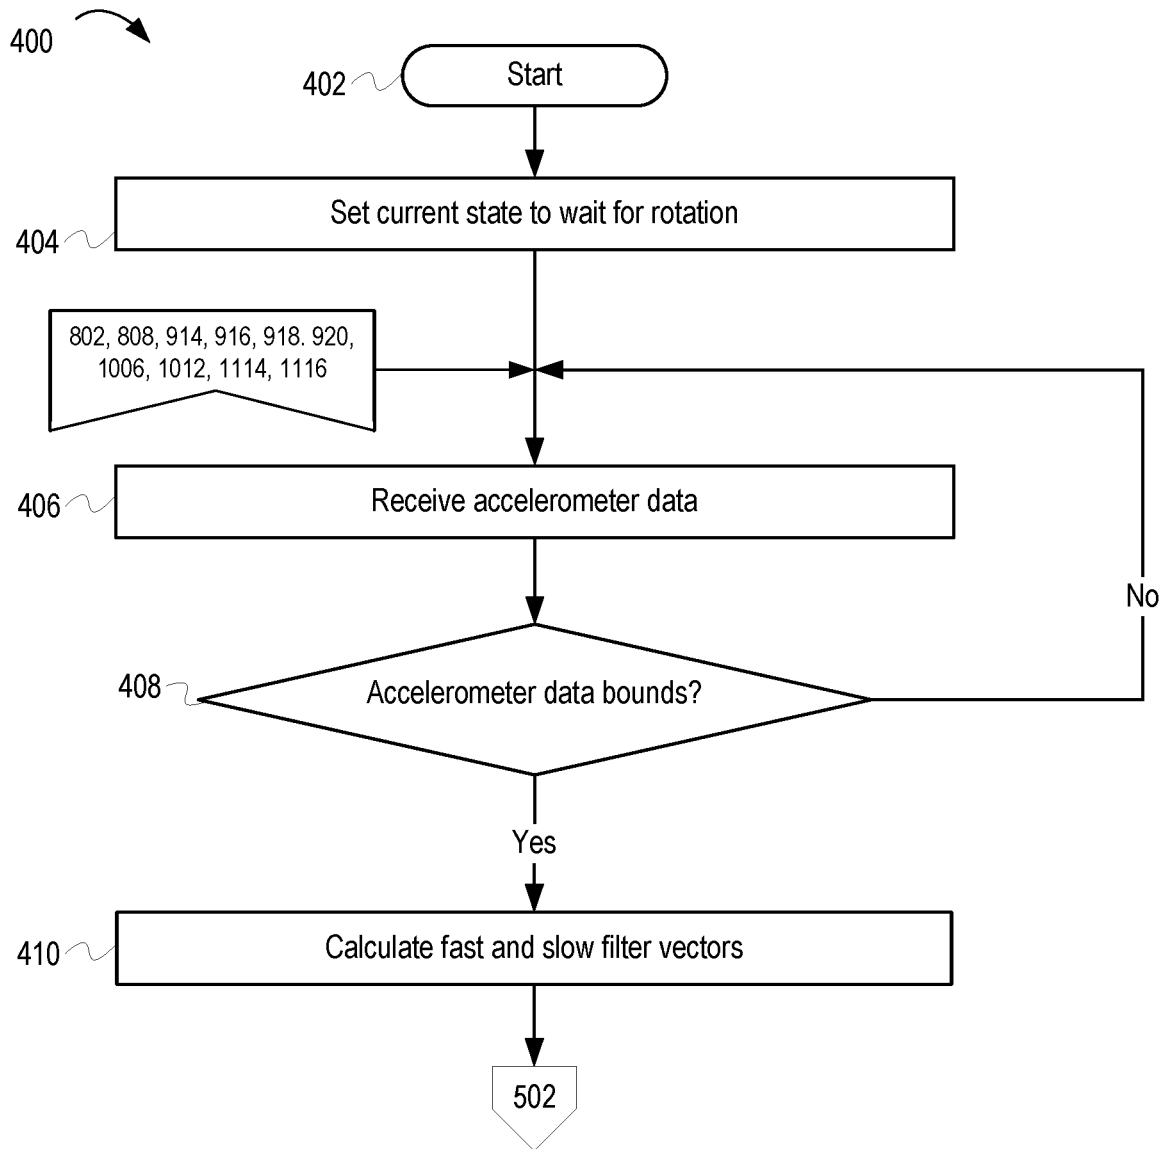 400
402
Start
Set current state to wait for rotation
404
802, 808, 914, 916, 918. 920,
1006, 1012, 1114, 1116
406
Receive accelerometer data
No
408
Accelerometer data bounds?
Yes
410
Calculate fast and slow filter vectors
502